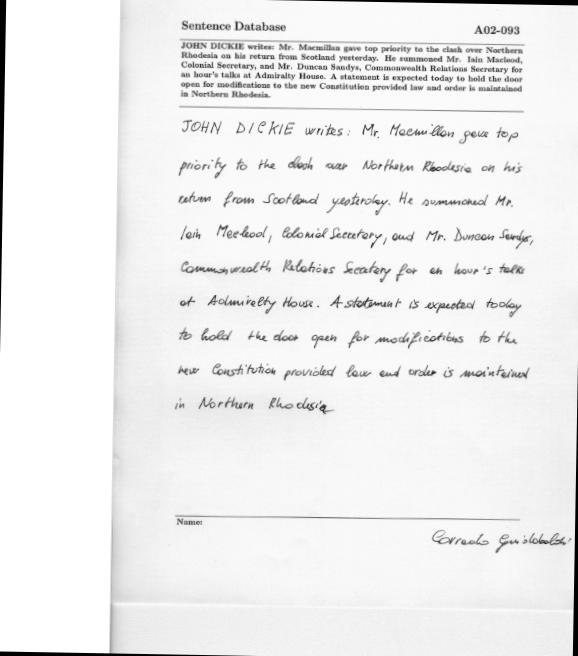 Sentence Database A02-093
JOHN DICKIE writes: Mr. Macmillan gave top priority to the clash over Northern
Rhodesia on his return from Scotland yesterday. He summoned Mr. Iain Macleod,
Colonial Secretary, and Mr. Duncan Sandys, Commonwealth Relations Secretary for
an hour's talks at Admiralty House. A statement is expected today to hold the door
open for modifications to the new Constitution provided law and order is maintained
in Northern Rhodesia.
JOHN DICKIE writes: Mr. Macmillan gave top
priority to the clash over Northern Rhodesia on his
return from Scotland yesterday. He summoned Mr.
Iain Macleod, Colonial Secretary, and Mr. Duncan Sandys,
Commonwealth Relations Secretary for an hour's talks
at Admiralty House. A statement is expected today
to hold the door open for modifications to the
new Constitution provided law and order is maintained
in Northern Rhodesia
Name:
Corrado